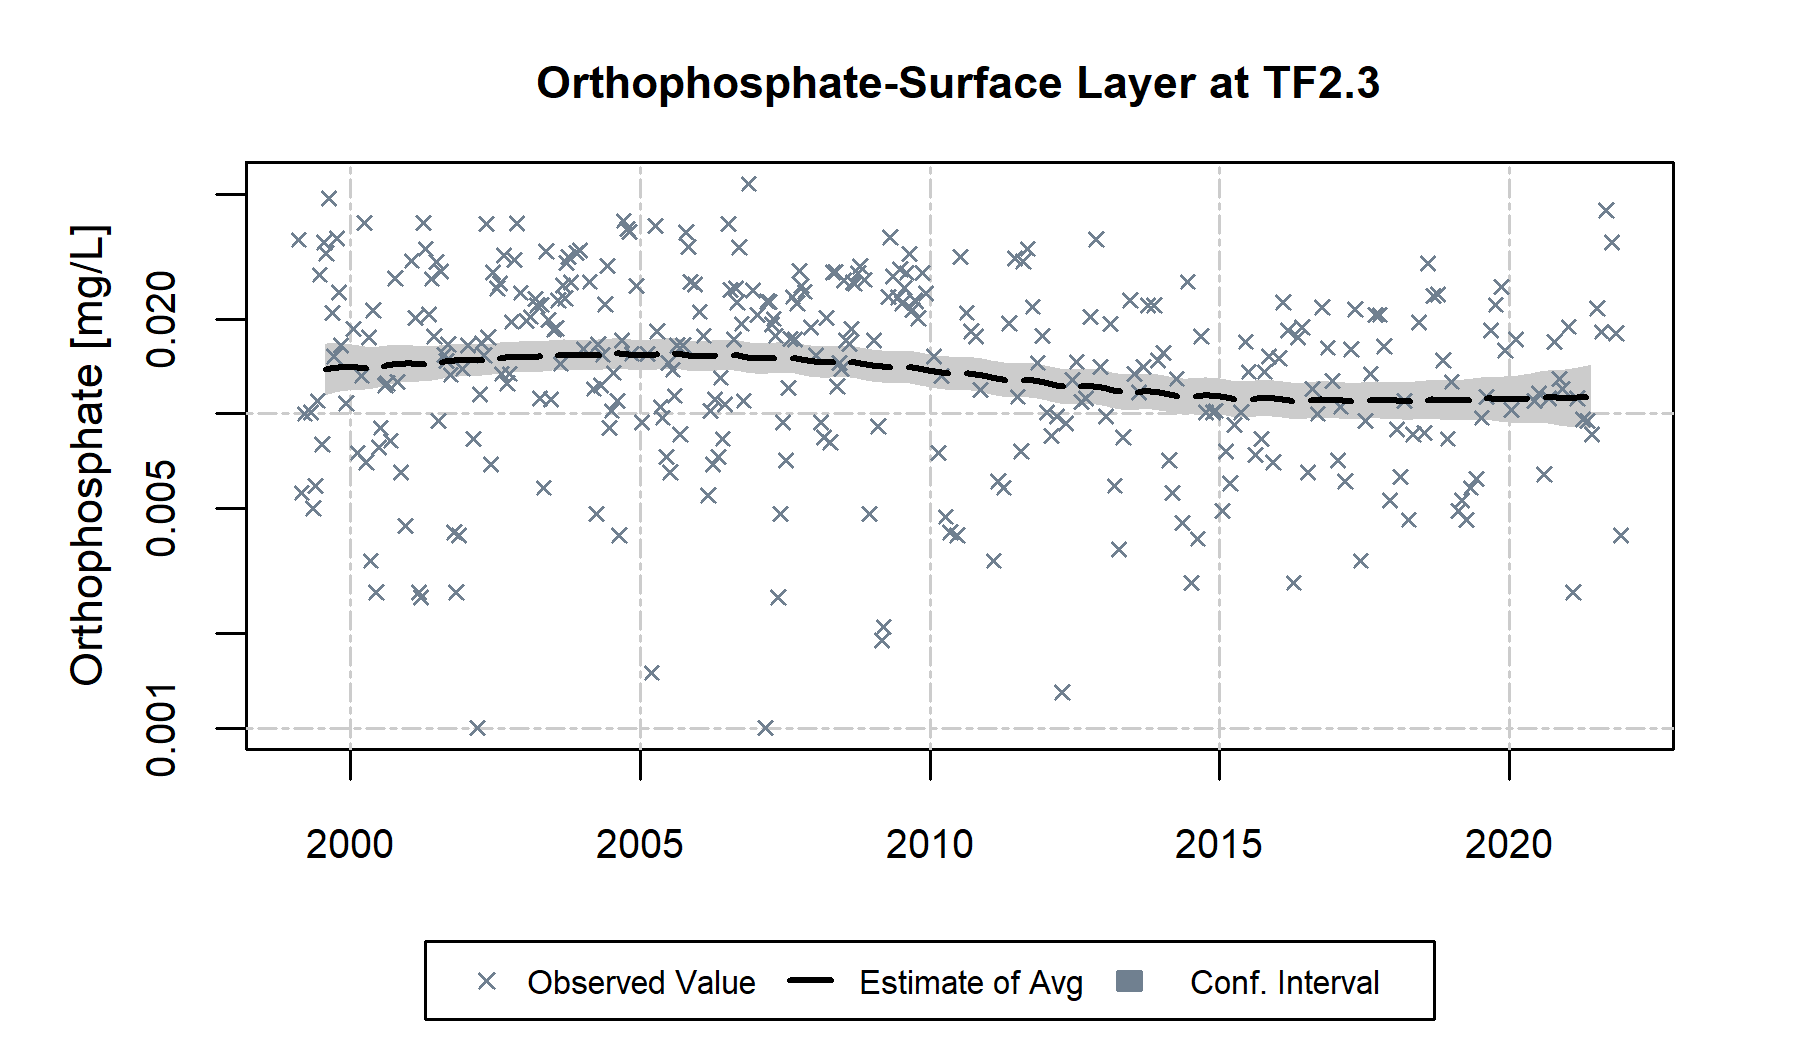 Orthophosphate-Surface Layer at TF2.3
Orthophosphate [mg/L]
0.020
0.005
0.001
2000 2005 2010 2015 2020
Observed Value Estimate of Avg Conf. Interval